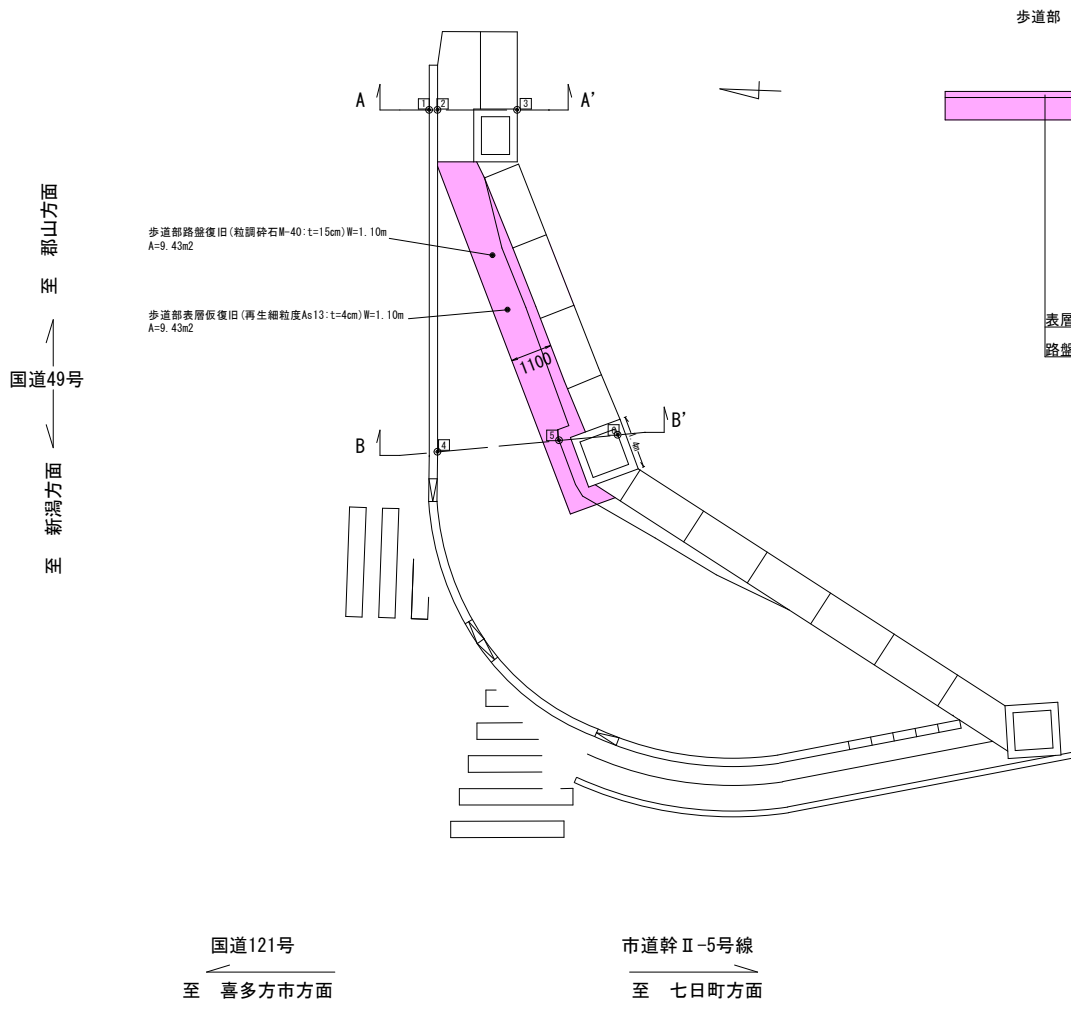 歩道部
A
A'
1
2
3
歩道部路盤復旧(粒調砕石M-40:t=15cm)W=1.10m
A=9.43m2
歩道部表層仮復旧(再生細粒度As13:t=4cm)W=1.10m
A=9.43m2
至 郡山方面
国道49号
至 新潟方面
表層
路盤
1100
B
B'
4
5
6
国道121号
至 喜多方市方面
市道幹Ⅱ-5号線
至 七日町方面